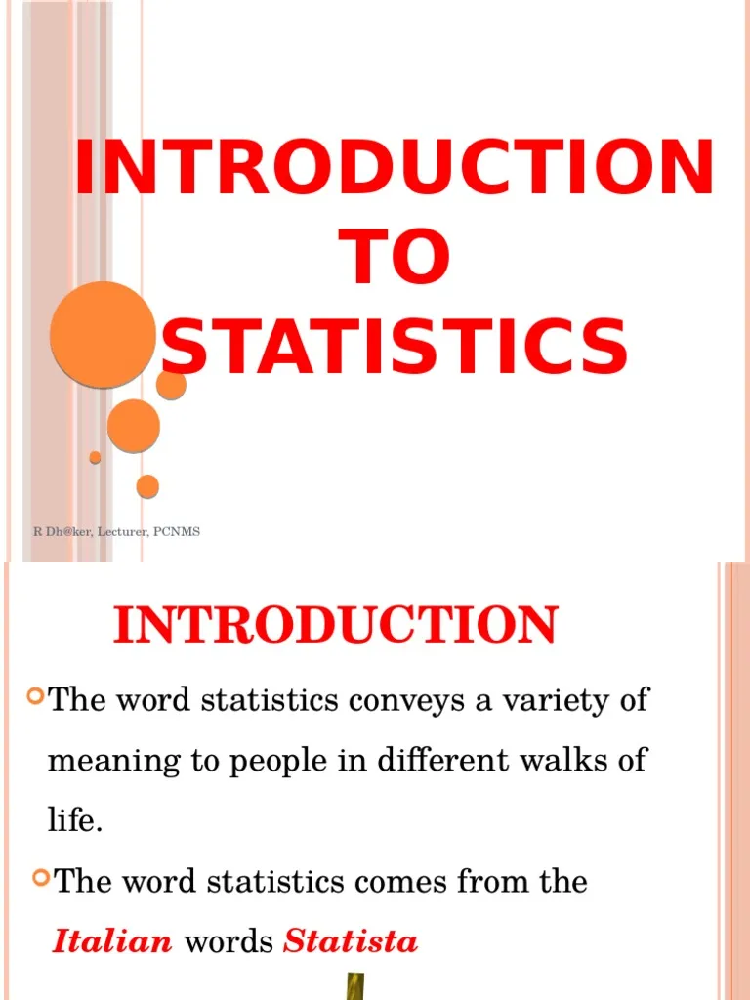 INTRODUCTION
TO
STATISTICS
R Dh@ker, Lecturer, PCNMS
INTRODUCTION
The word statistics conveys a variety of
meaning to people in different walks of
life.
The word statistics comes from the
Italian words Statista